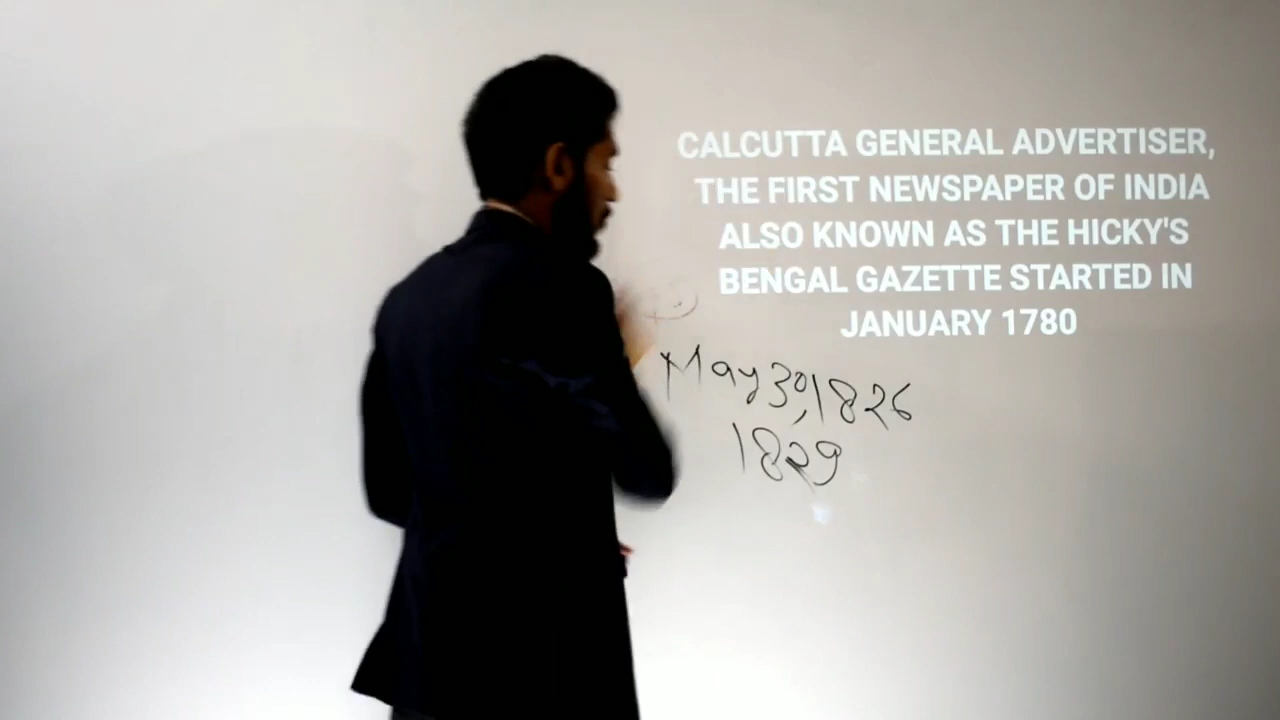 CALCUTTA GENERAL ADVERTISER,
THE FIRST NEWSPAPER OF INDIA
ALSO KNOWN AS THE HICKY'S
BENGAL GAZETTE STARTED IN
JANUARY 1780
May 30, 1826
1829